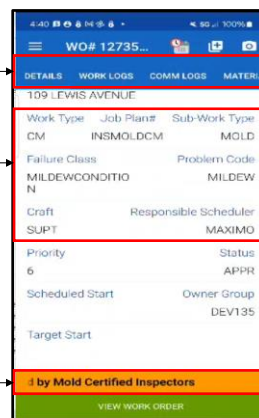 4:40
5G 100%
WO# 12735...
DETAILS WORK LOGS COMM LOGS MATERI
109 LEWIS AVENUE
Work Type Job Plan# Sub-Work Type
CM INSMOLDCM MOLD
Failure Class Problem Code
MILDEWCONDITIO MILDEW
N
Craft Responsible Scheduler
SUPT MAXIMO
Priority Status
6 APPR
Scheduled Start Owner Group
DEV135
Target Start
d by Mold Certified Inspectors
VIEW WORK ORDER